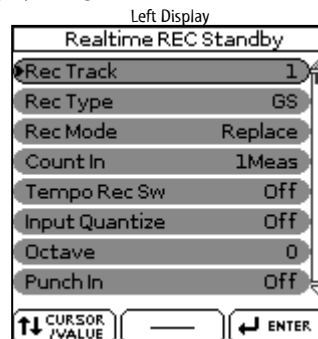 Left Display
Realtime REC Standby
Rec Track 1
Rec Type GS
Rec Mode Replace
Count In 1Meas
Tempo Rec Sw Off
Input Quantize Off
Octave 0
Punch In Off
CURSOR
/VALUE
ENTER